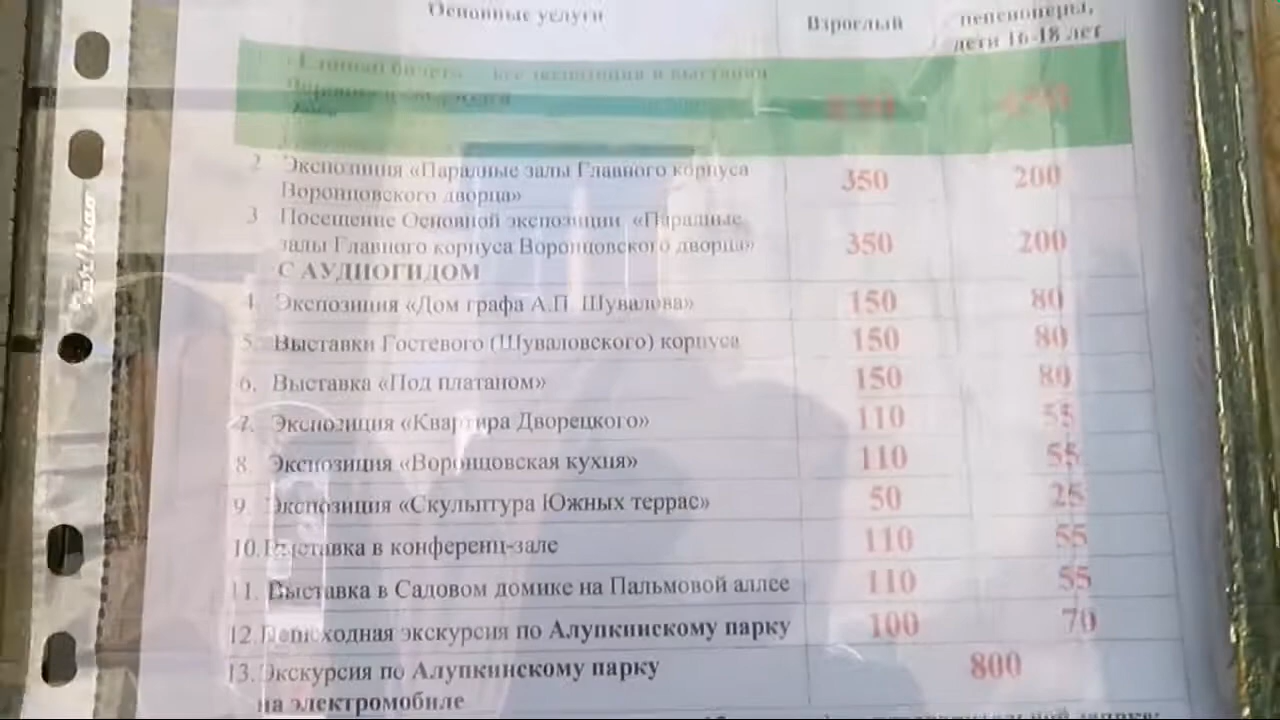 Основные услуги
Взрослый
пенсионеры,
дети 16-18 лет
все экспозиции и выставки
2 Экспозиция «Парадные залы Главного корпуса
Воронцовского дворца»
350
200
3 Посещение Основной экспозиции «Парадные
залы Главного корпуса Воронцовского дворца»
С АУДИОГИДОМ
350
200
4. Экспозиция «Дом графа А.П. Шувалова»
150
80
5. Выставки Гостевого (Шуваловского) корпуса
150
80
6. Выставка «Под платаном»
150
80
7. Экспозиция «Квартира Дворецкого»
110
55
8. Экспозиция «Воронцовская кухня»
110
55
9. Экспозиция «Скульптура Южных террас»
50
25
10. Выставка в конференц-зале
110
55
11. Выставка в Садовом домике на Пальмовой аллее
110
55
12. Пешеходная экскурсия по Алупкинскому парку
100
70
13. Экскурсия по Алупкинскому парку
на электромобиле
800